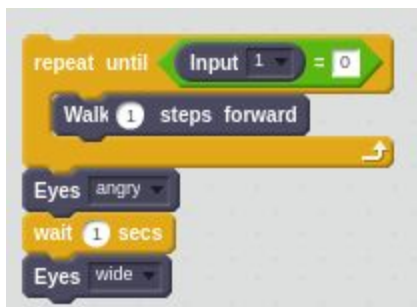 repeat until Input 1 = 0
Walk 1 steps forward
Eyes angry
wait 1 secs
Eyes wide